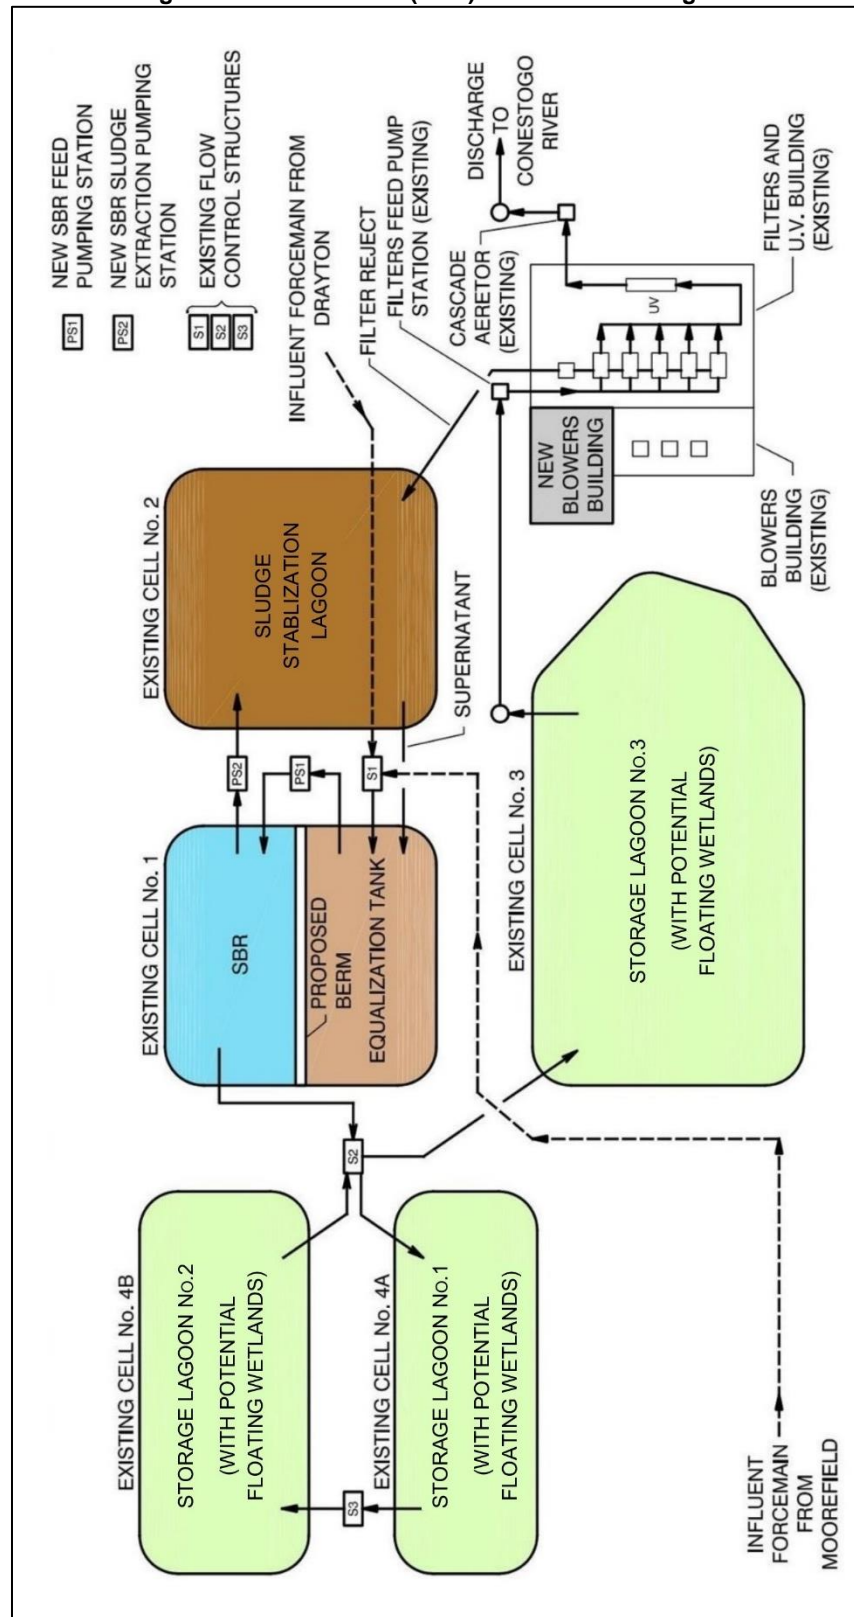 EXISTING CELL No. 4B
STORAGE LAGOON No.2
(WITH POTENTIAL
FLOATING WETLANDS)
S3
EXISTING CELL No. 4A
STORAGE LAGOON No.1
(WITH POTENTIAL
FLOATING WETLANDS)
S2
INFLUENT
FORCEMAIN
FROM
MOOREFIELD
EXISTING CELL No. 1
SBR
PROPOSED
BERM
EQUALIZATION TANK
PS2
PS1
S1
SUPERNATANT
EXISTING CELL No. 2
SLUDGE
STABLIZATION
LAGOON
EXISTING CELL No. 3
STORAGE LAGOON No.3
(WITH POTENTIAL
FLOATING WETLANDS)
PS1
NEW SBR FEED
PUMPING STATION
PS2
NEW SBR SLUDGE
EXTRACTION PUMPING
STATION
S1
S2
S3
EXISTING FLOW
CONTROL STRUCTURES
INFLUENT FORCEMAIN FROM
DRAYTON
FILTER REJECT
FILTERS FEED PUMP
STATION (EXISTING)
CASCADE
AERETOR
(EXISTING)
DISCHARGE
TO
CONESTOGO
RIVER
NEW
BLOWERS
BUILDING
UV
BLOWERS
BUILDING
(EXISTING)
FILTERS AND
U.V. BUILDING
(EXISTING)